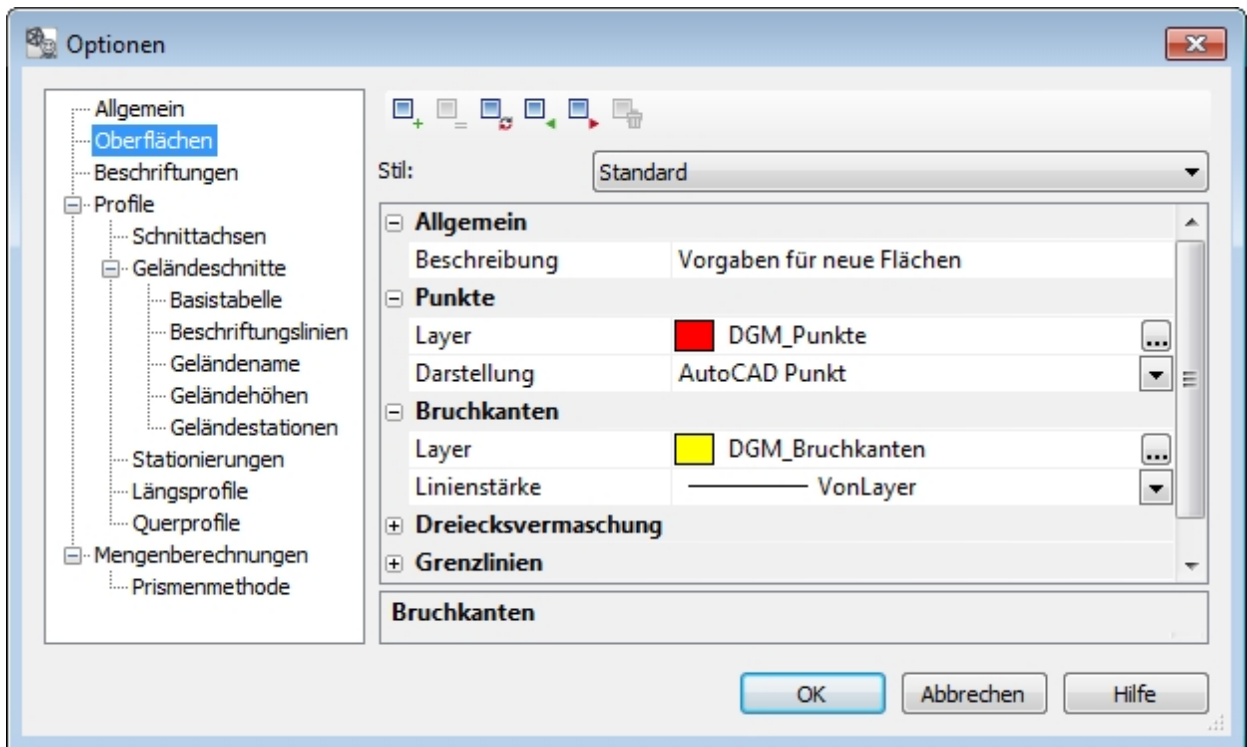 Optionen
Allgemein
Oberflächen
Beschriftungen
Profile
Schnittachsen
Geländeschnitte
Basistabelle
Beschriftungslinien
Geländename
Geländehöhen
Geländestationen
Stationierungen
Längsprofile
Querprofile
Mengenberechnungen
Prismenmethode
Stil: Standard
Allgemein
Beschreibung Vorgaben für neue Flächen
Punkte
Layer DGM_Punkte ...
Darstellung AutoCAD Punkt
Bruchkanten
Layer DGM_Bruchkanten ...
Linienstärke VonLayer
Dreiecksvermaschung
Grenzlinien
Bruchkanten
OK Abbrechen Hilfe